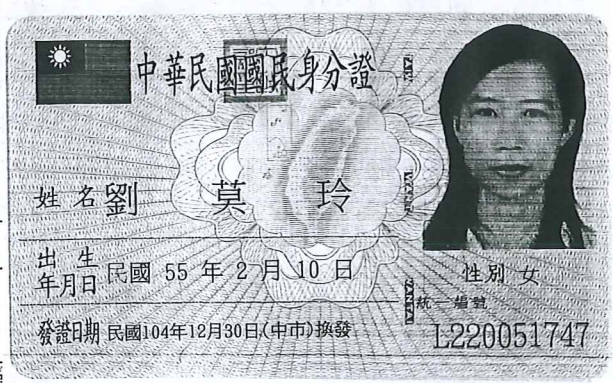 中華民國國民身分證
姓名 劉莫玲
出生年月日 民國 55 年 2 月 10 日
性別 女
發證日期 民國104年12月30日(中市)換發
統一編號
L220051747